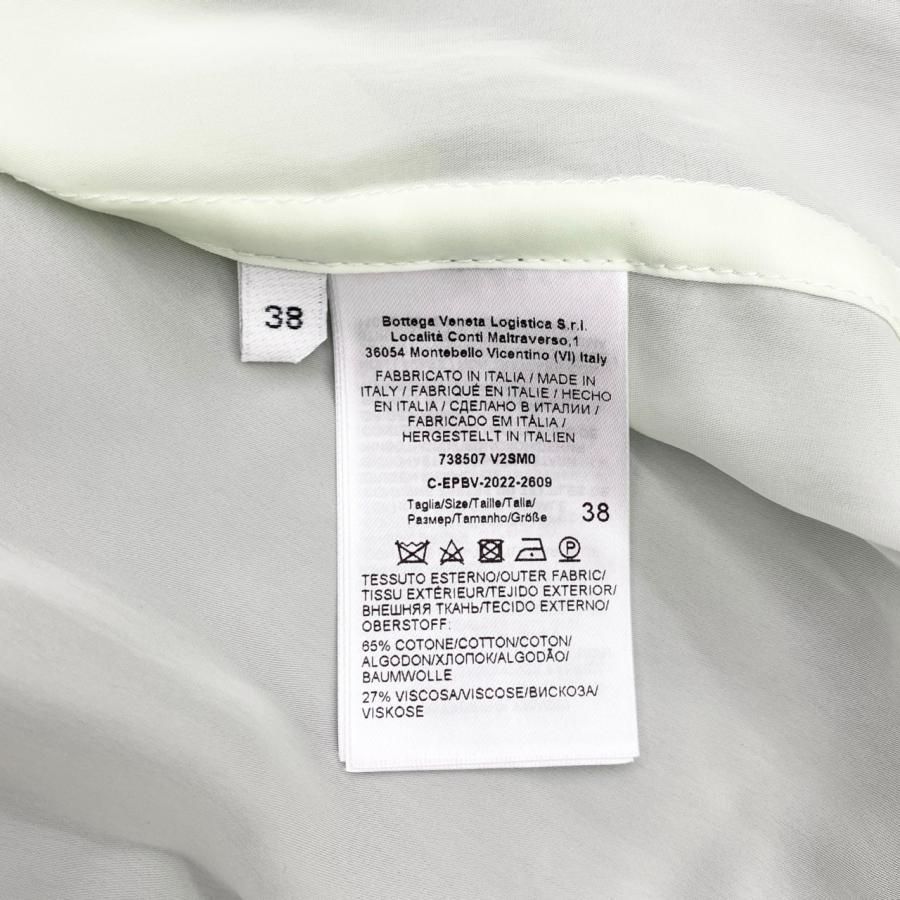 38
Bottega Veneta Logistica S.r.l.
Località Conti Maltraverso,1
36054 Montebello Vicentino (VI) Italy
FABBRICATO IN ITALIA / MADE IN
ITALY / FABRIQUÉ EN ITALIE / HECHO
EN ITALIA / СДЕЛАНО В ИТАЛИИ /
FABRICADO EM ITÁLIA /
HERGESTELLT IN ITALIEN
738507 V2SM0
C-EPBV-2022-2609
Taglia/Size/Taille/Talla/
Размер/Tamanho/Größe 38
TESSUTO ESTERNO/OUTER FABRIC/
TISSU EXTÉRIEUR/TEJIDO EXTERIOR/
ВНЕШНЯЯ ТКАНЬ/TECIDO EXTERNO/
OBERSTOFF:
65% COTONE/COTTON/COTON/
ALGODON/ХЛОПОК/ALGODÃO/
BAUMWOLLE
27% VISCOSA/VISCOSE/ВИСКОЗА/
VISKOSE